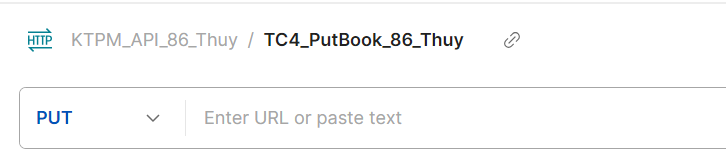 HTTP KTPM_API_86_Thuy / TC4_PutBook_86_Thuy
PUT Enter URL or paste text